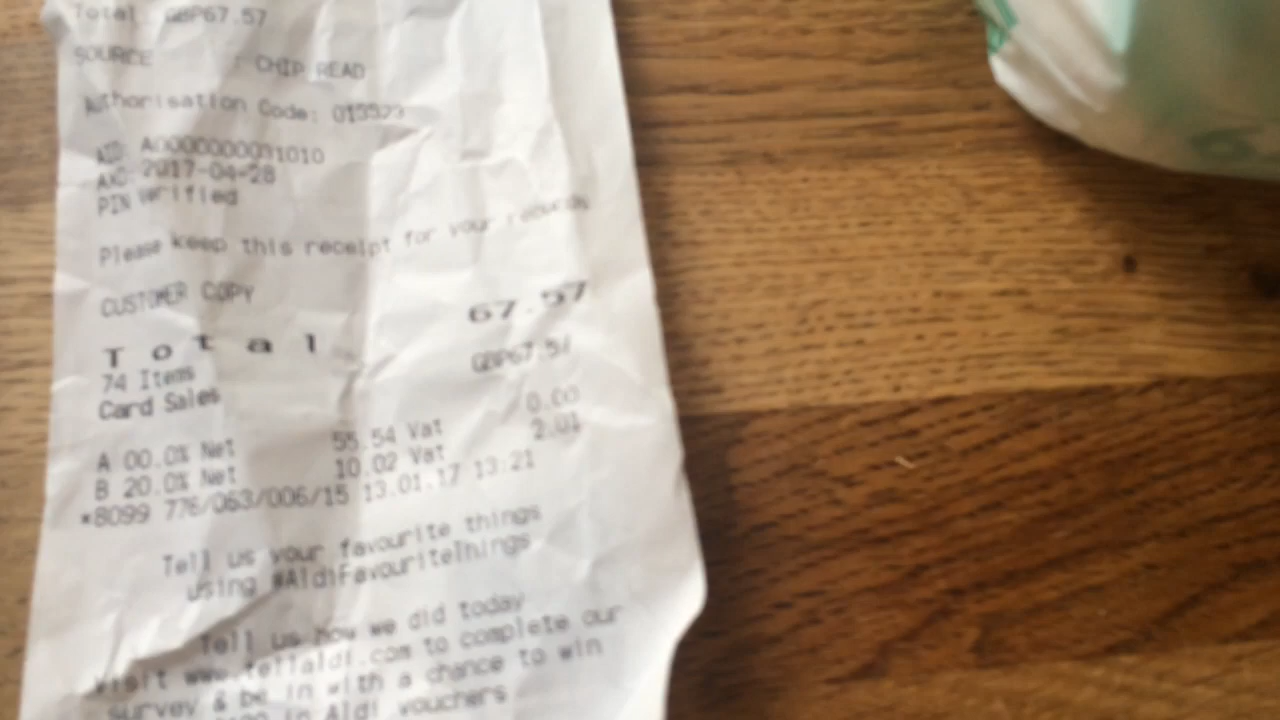 Total GBP67.57
SOURCE : CHIP READ
Authorisation Code:
AID: A0000000031010
AXC: 2017-04-28
PIN Verified
Please keep this receipt for your records
CUSTOMER COPY
Total 67.57
74 Items
Card Sales GBP67.57
A 00.0% Net 55.54 Vat 0.00
B 20.0% Net 10.02 Vat 2.01
*8099 776/063/006/15 13.01.17 13:21
Tell us your favourite things
using #AldiFavouriteThings
Tell us how we did today
Visit www.tellaldi.com to complete our
survey & be in with a chance to win
in Aldi vouchers